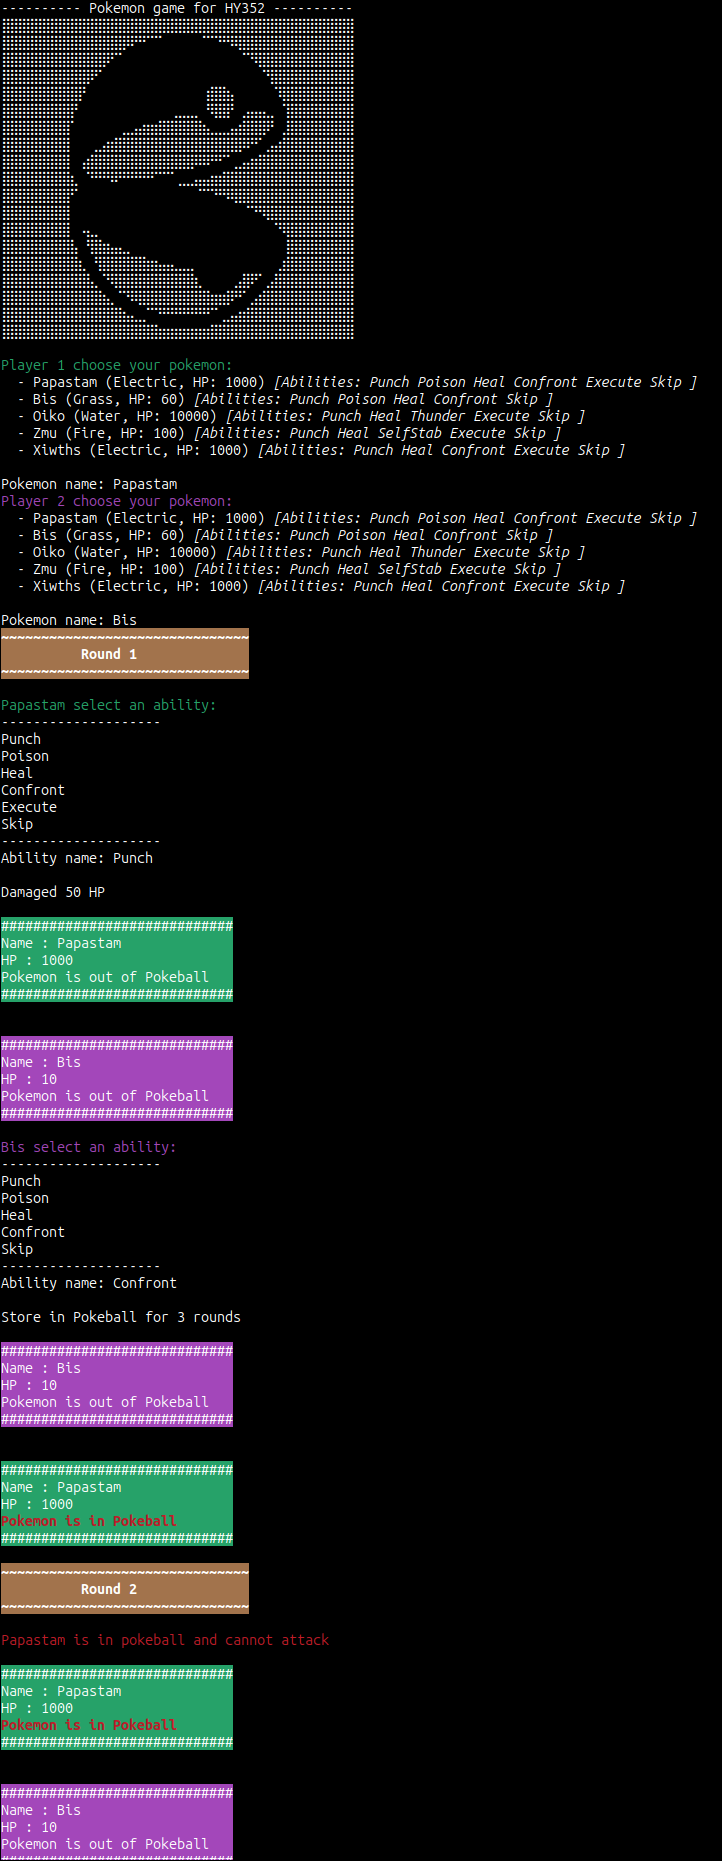 ---------- Pokemon game for HY352 ----------
Player 1 choose your pokemon:
- Papastam (Electric, HP: 1000) [Abilities: Punch Poison Heal Confront Execute Skip ]
- Bis (Grass, HP: 60) [Abilities: Punch Poison Heal Confront Skip ]
- Oiko (Water, HP: 10000) [Abilities: Punch Heal Thunder Execute Skip ]
- Zmu (Fire, HP: 100) [Abilities: Punch Heal SelfStab Execute Skip ]
- Xiwths (Electric, HP: 1000) [Abilities: Punch Heal Confront Execute Skip ]
Pokemon name: Papastam
Player 2 choose your pokemon:
- Papastam (Electric, HP: 1000) [Abilities: Punch Poison Heal Confront Execute Skip ]
- Bis (Grass, HP: 60) [Abilities: Punch Poison Heal Confront Skip ]
- Oiko (Water, HP: 10000) [Abilities: Punch Heal Thunder Execute Skip ]
- Zmu (Fire, HP: 100) [Abilities: Punch Heal SelfStab Execute Skip ]
- Xiwths (Electric, HP: 1000) [Abilities: Punch Heal Confront Execute Skip ]
Pokemon name: Bis
~~~~~~~~~~~~~~~~~~~~~~~~~~~~~~~
Round 1
~~~~~~~~~~~~~~~~~~~~~~~~~~~~~~~
Papastam select an ability:
--------------------
Punch
Poison
Heal
Confront
Execute
Skip
--------------------
Ability name: Punch
Damaged 50 HP
#############################
Name : Papastam
HP : 1000
Pokemon is out of Pokeball
#############################
#############################
Name : Bis
HP : 10
Pokemon is out of Pokeball
#############################
Bis select an ability:
--------------------
Punch
Poison
Heal
Confront
Skip
--------------------
Ability name: Confront
Store in Pokeball for 3 rounds
#############################
Name : Bis
HP : 10
Pokemon is out of Pokeball
#############################
#############################
Name : Papastam
HP : 1000
Pokemon is in Pokeball
#############################
~~~~~~~~~~~~~~~~~~~~~~~~~~~~~~~
Round 2
~~~~~~~~~~~~~~~~~~~~~~~~~~~~~~~
Papastam is in pokeball and cannot attack
#############################
Name : Papastam
HP : 1000
Pokemon is in Pokeball
#############################
#############################
Name : Bis
HP : 10
Pokemon is out of Pokeball
#############################